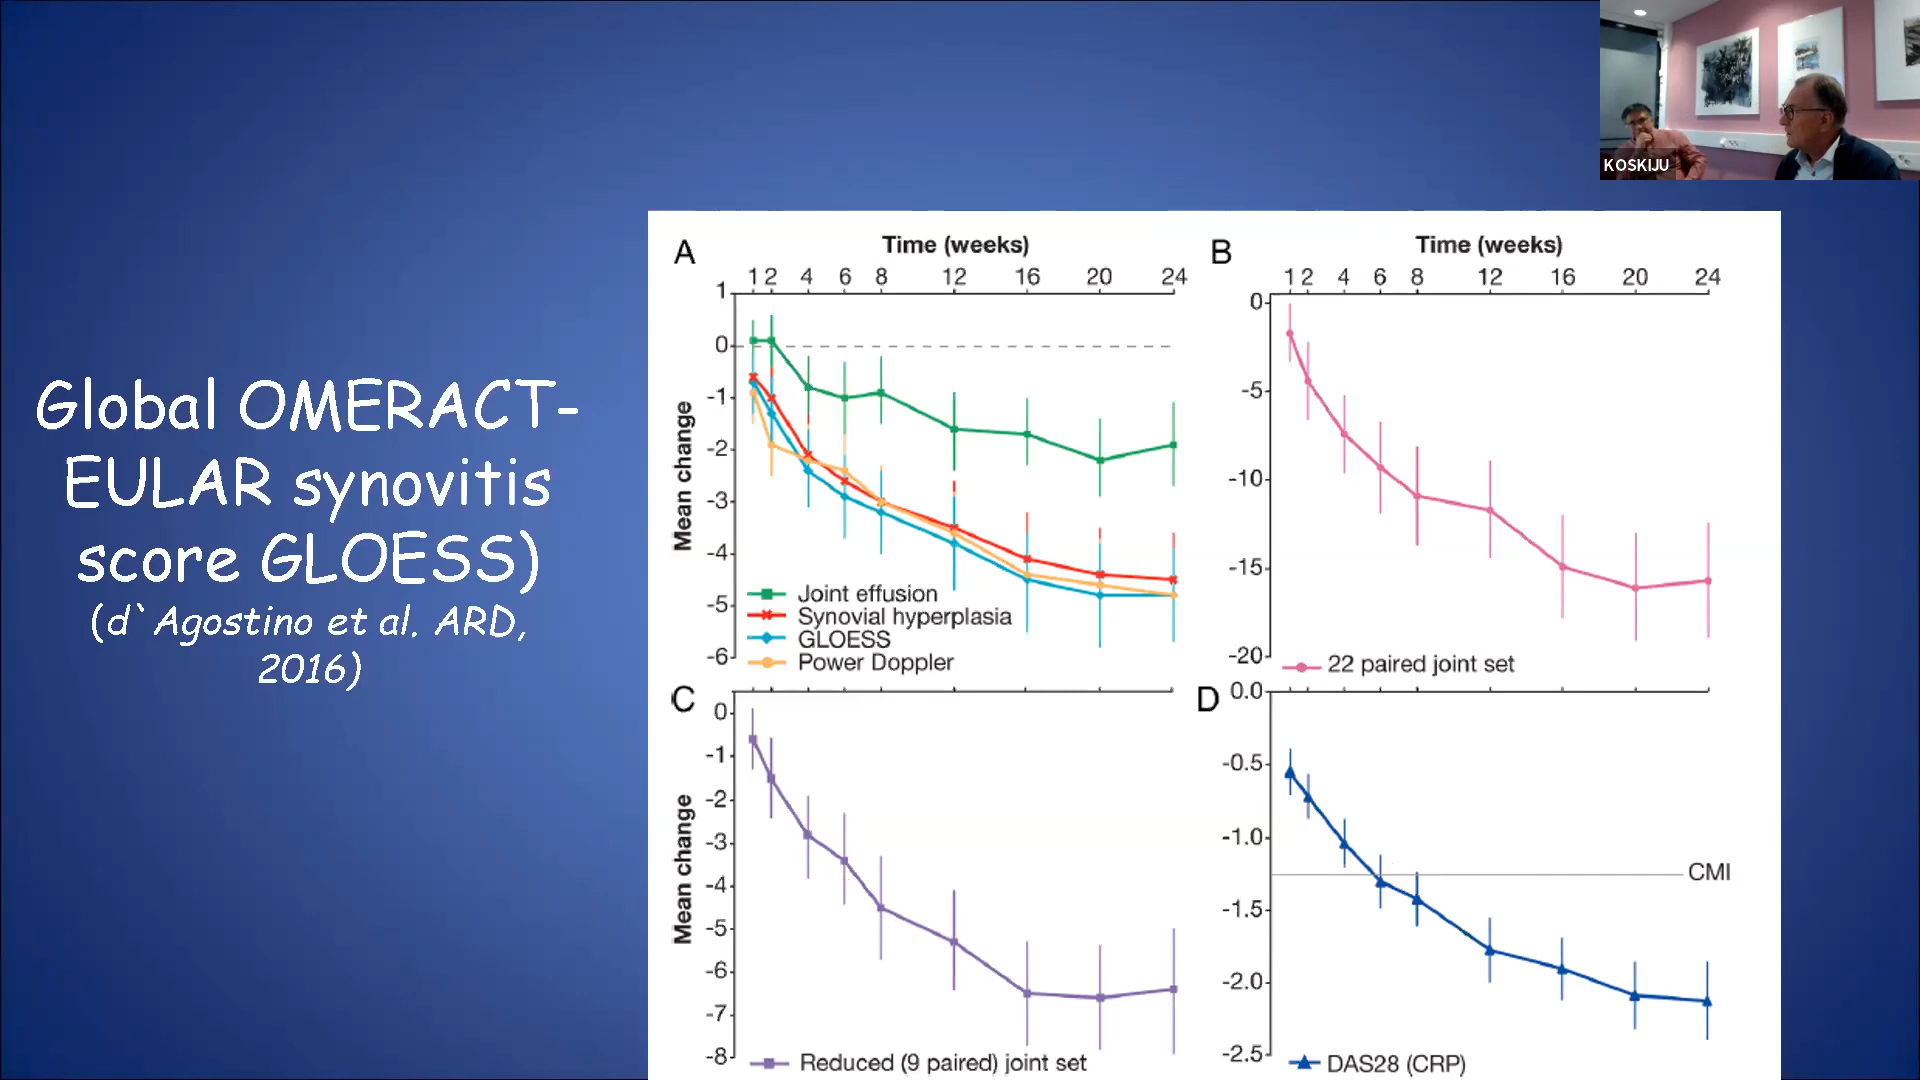 Global OMERACT-
EULAR synovitis
score GLOESS)
(d`Agostino et al. ARD,
2016)
KOSKIJU
A
Time (weeks)
1 2 4 6 8 12 16 20 24
1
0
-1
-2
-3
-4
-5
-6
Mean change
Joint effusion
Synovial hyperplasia
GLOESS
Power Doppler
B
Time (weeks)
1 2 4 6 8 12 16 20 24
0
-5
-10
-15
-20
22 paired joint set
C
0
-1
-2
-3
-4
-5
-6
-7
-8
Mean change
Reduced (9 paired) joint set
D
0.0
-0.5
-1.0
-1.5
-2.0
-2.5
CMI
DAS28 (CRP)